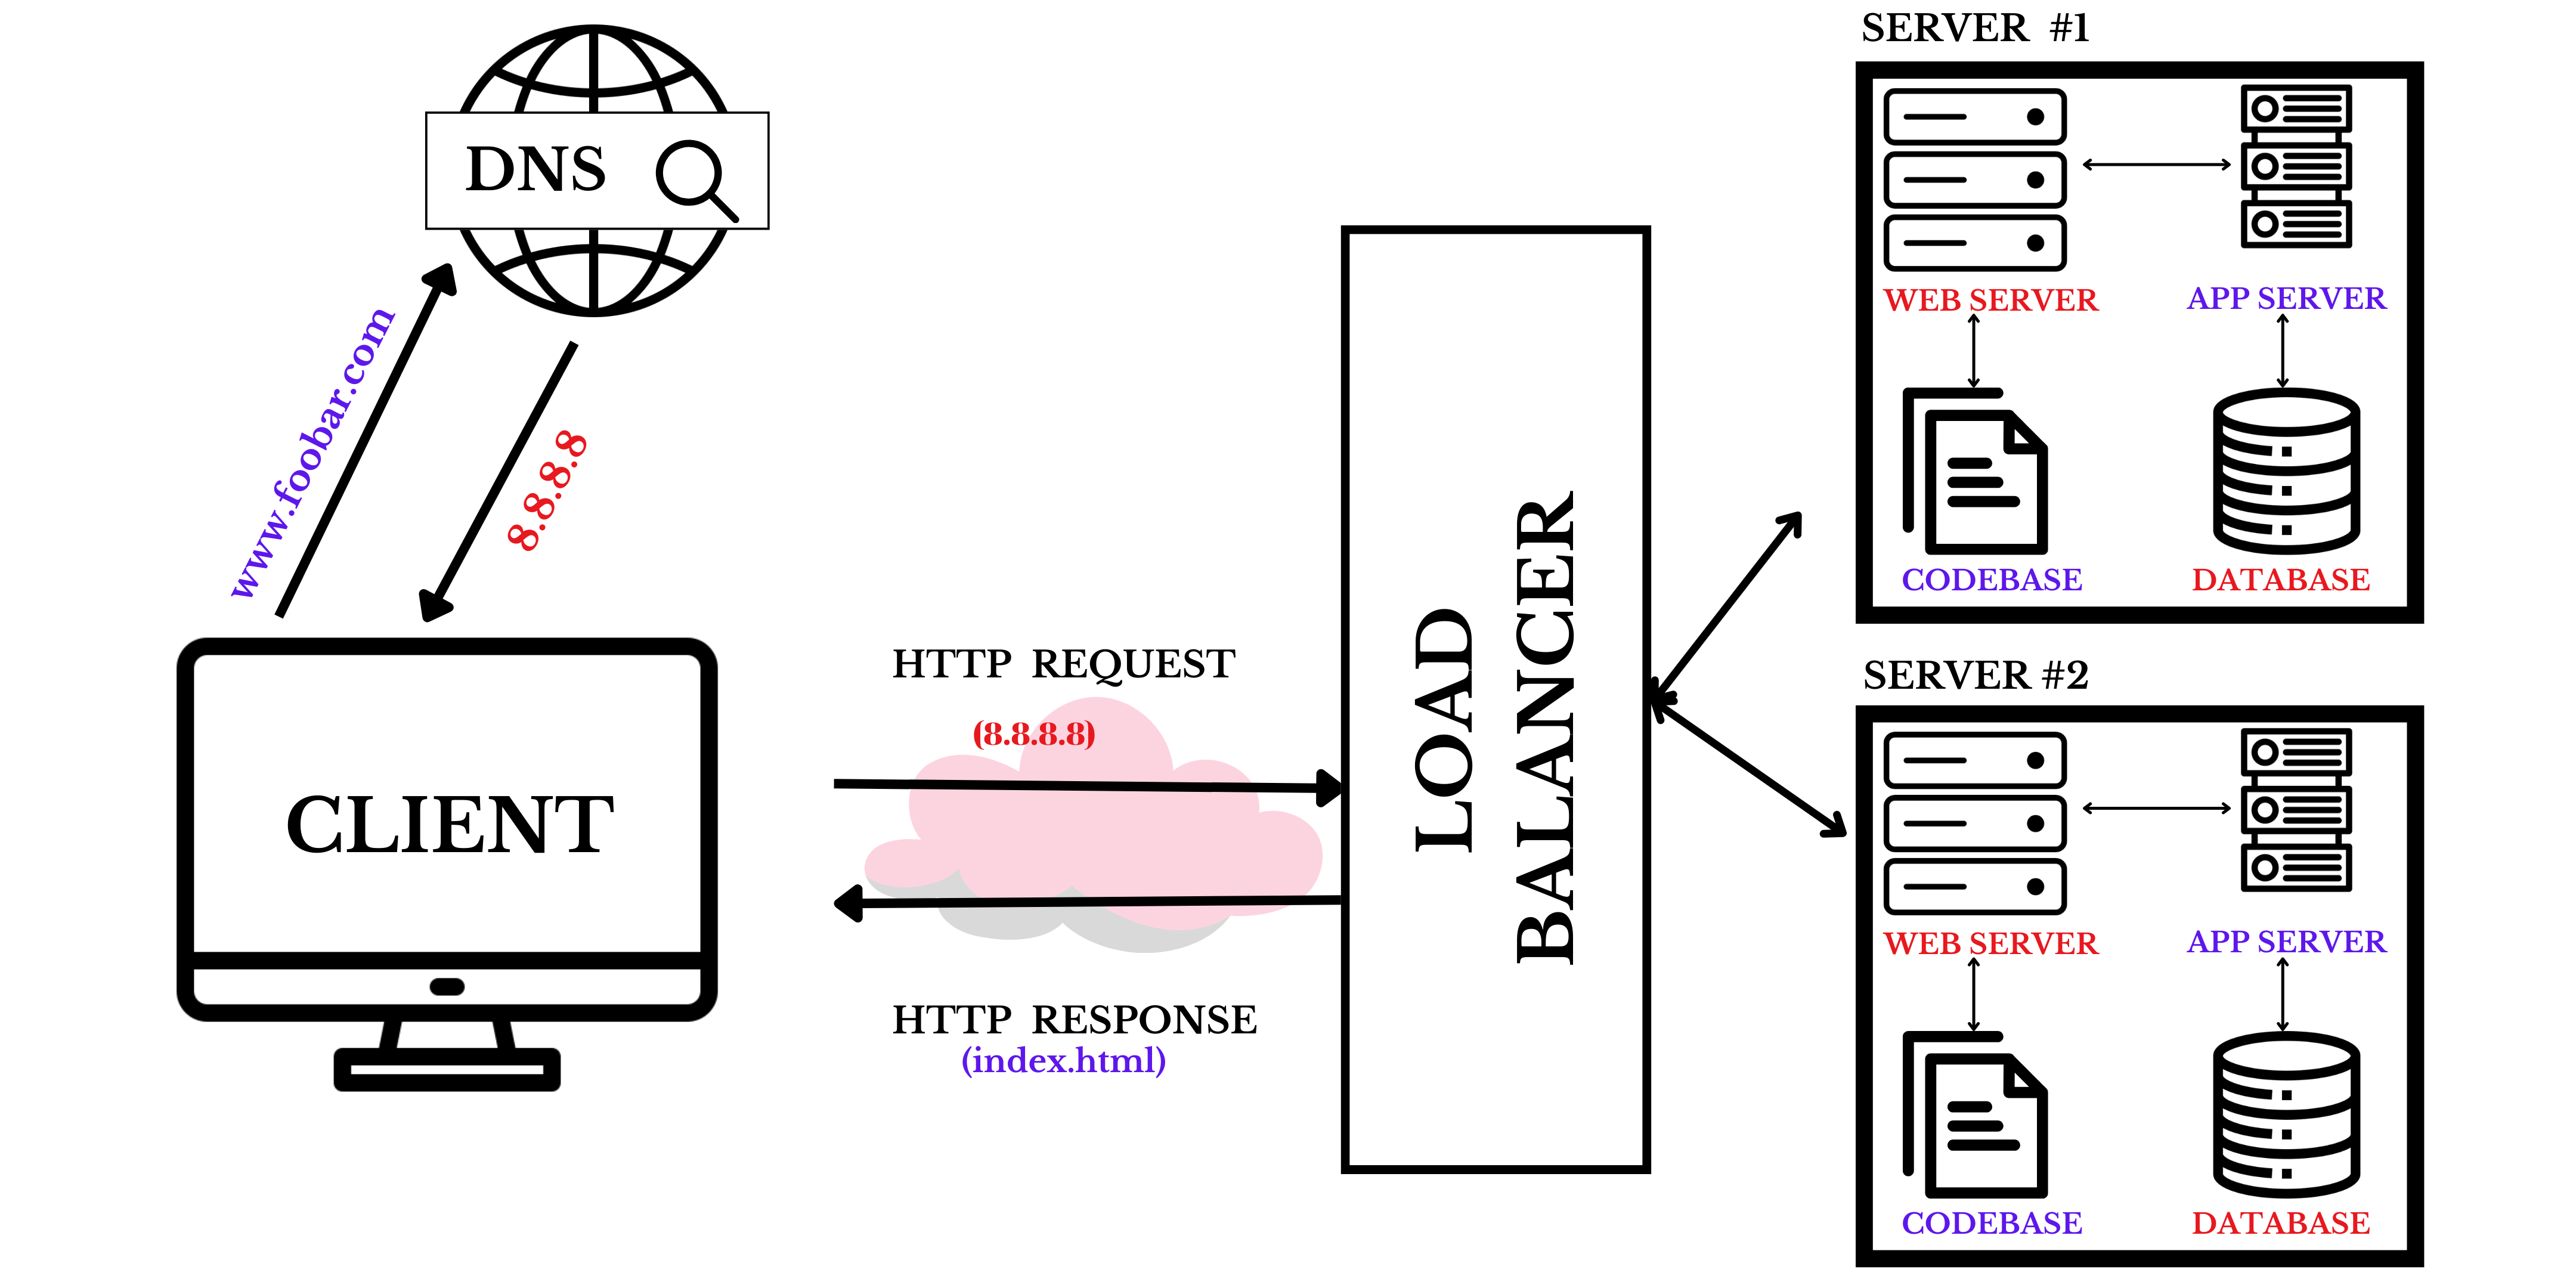 DNS
www.foobar.com
8.8.8.8
CLIENT
HTTP REQUEST
(8.8.8.8)
HTTP RESPONSE
(index.html)
LOAD
BALANCER
SERVER #1
WEB SERVER
APP SERVER
CODEBASE
DATABASE
SERVER #2
WEB SERVER
APP SERVER
CODEBASE
DATABASE